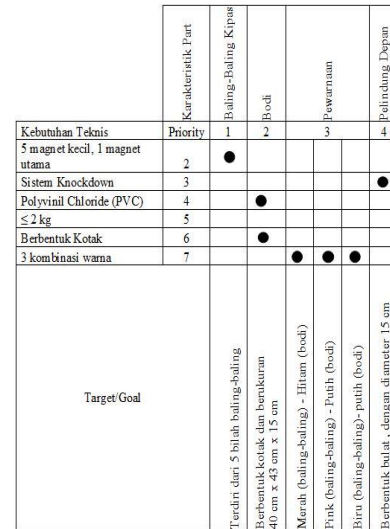 Karakteristik Part
Baling-Baling Kipas
Bodi
Pewarnaan
Pelindung Depan
Kebutuhan Teknis Priority 1 2 3 4
5 magnet kecil, 1 magnet
utama 2
Sistem Knockdown 3
Polyvinil Chloride (PVC) 4
≤ 2 kg 5
Berbentuk Kotak 6
3 kombinasi warna 7
Target/Goal
Terdiri dari 5 bilah baling-baling
Berbentuk kotak dan berukuran
40 cm x 43 cm x 15 cm
Merah (baling-baling) - Hitam (bodi)
Pink (baling-baling) - Putih (bodi)
Biru (baling-baling)- putih (bodi)
Berbentuk bulat , dengan diameter 15 cm